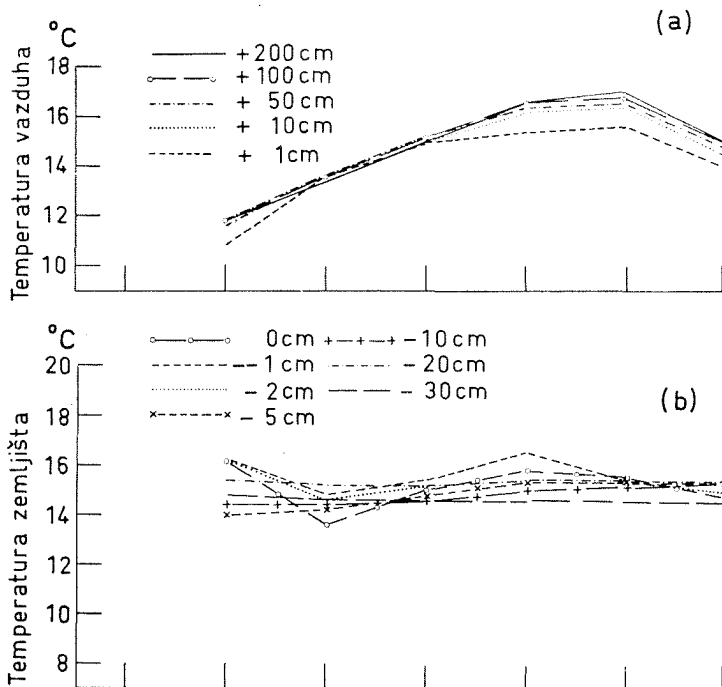 (a)
°C
18
16
14
12
10
Temperatura vazduha
+ 200 cm
+ 100 cm
+ 50 cm
+ 10 cm
+ 1 cm
(b)
°C
20
18
16
14
12
10
8
Temperatura zemljišta
0 cm
- 1 cm
- 2 cm
- 5 cm
- 10 cm
- 20 cm
- 30 cm